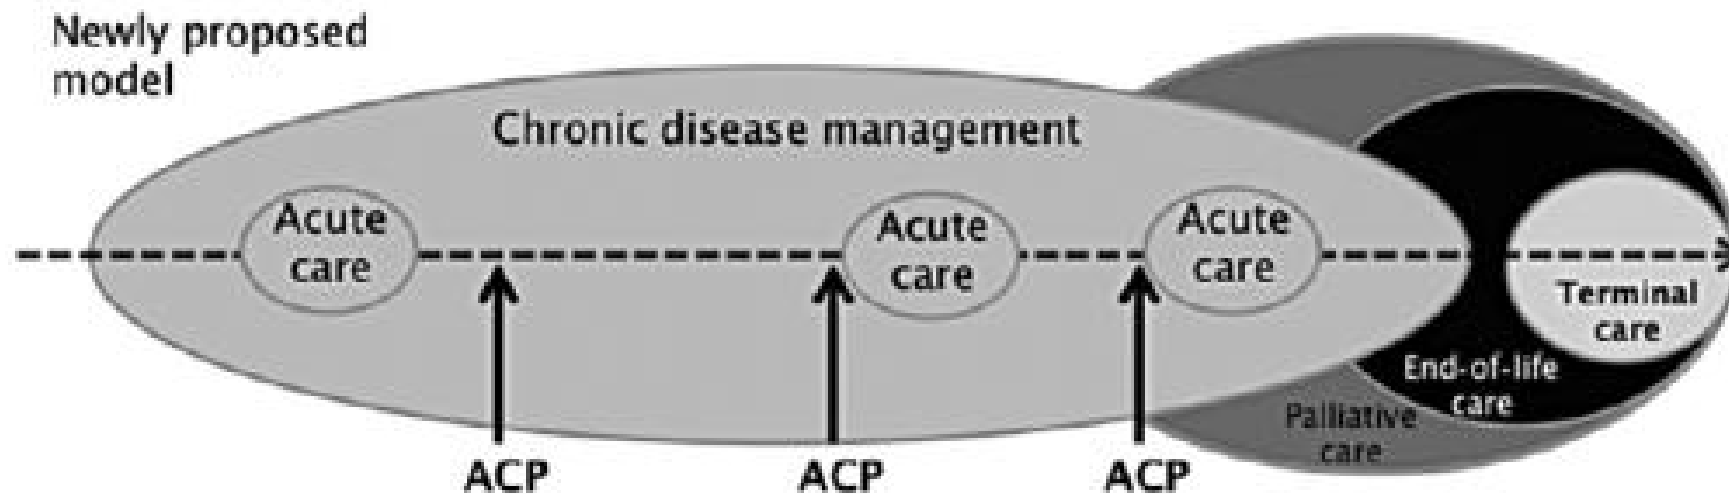 Newly proposed
model
Chronic disease management
Acute
care
Acute
care
Acute
care
Terminal
care
End-of-life
care
Palliative
care
ACP
ACP
ACP